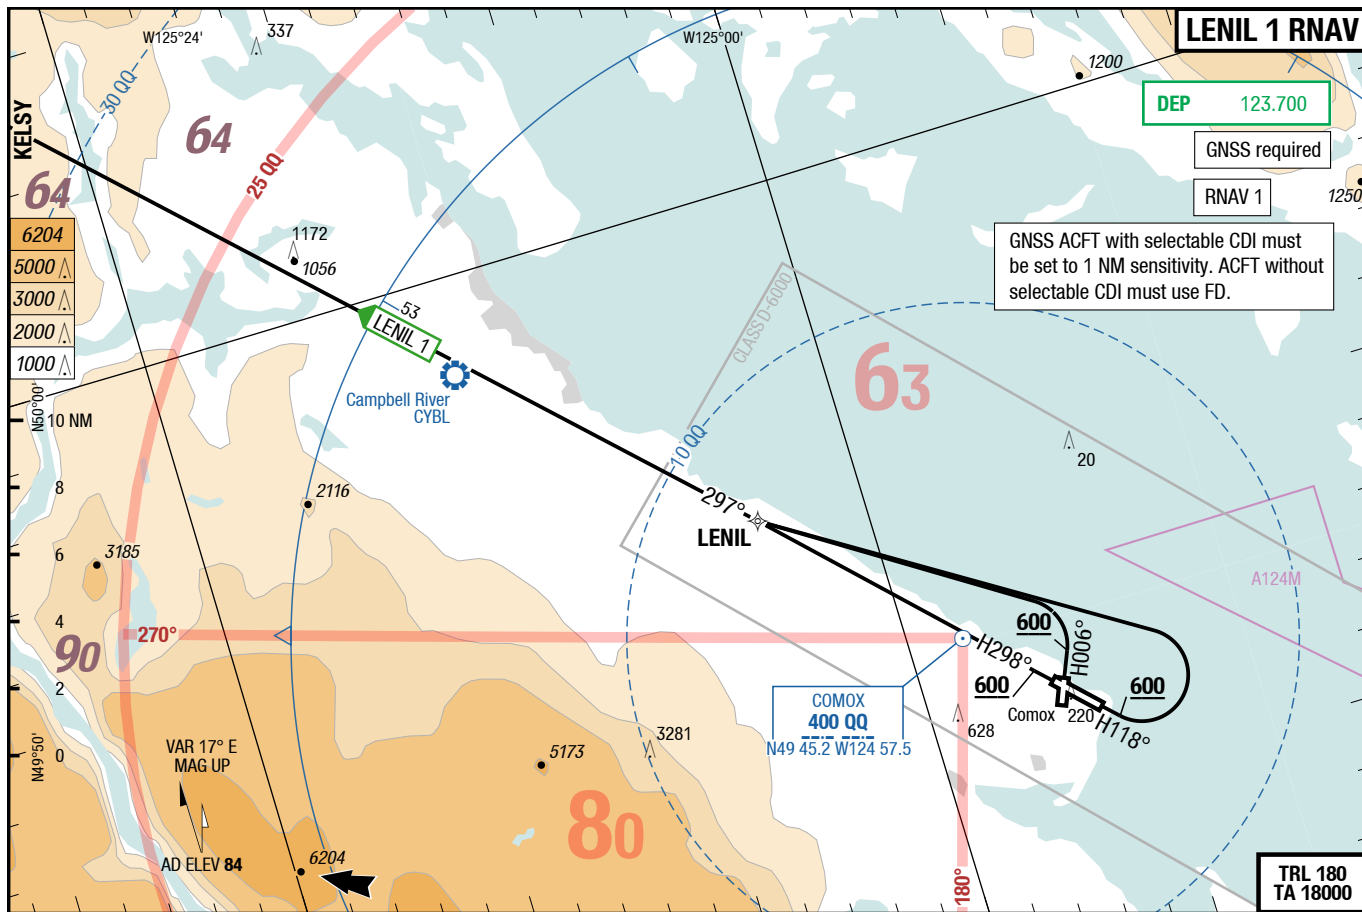 LENIL 1 RNAV
W125°24'
337
W125°00'
1200
DEP 123.700
GNSS required
RNAV 1
1250
GNSS ACFT with selectable CDI must
be set to 1 NM sensitivity. ACFT without
selectable CDI must use FD.
KELSY
30 QQ
64
64
25 QQ
6204
5000
3000
2000
1000
1172
1056
53
LENIL 1
CLASS D-6000
63
Campbell River
CYBL
N50°00'
10 NM
8
6
4
2
0
10 QQ
20
2116
297°
LENIL
3185
A124M
90
270°
600
H006°
H298°
600
600
Comox
220
H118°
COMOX
400 QQ
N49 45.2 W124 57.5
628
3281
5173
N49°50'
VAR 17° E
MAG UP
80
AD ELEV 84
6204
180°
TRL 180
TA 18000